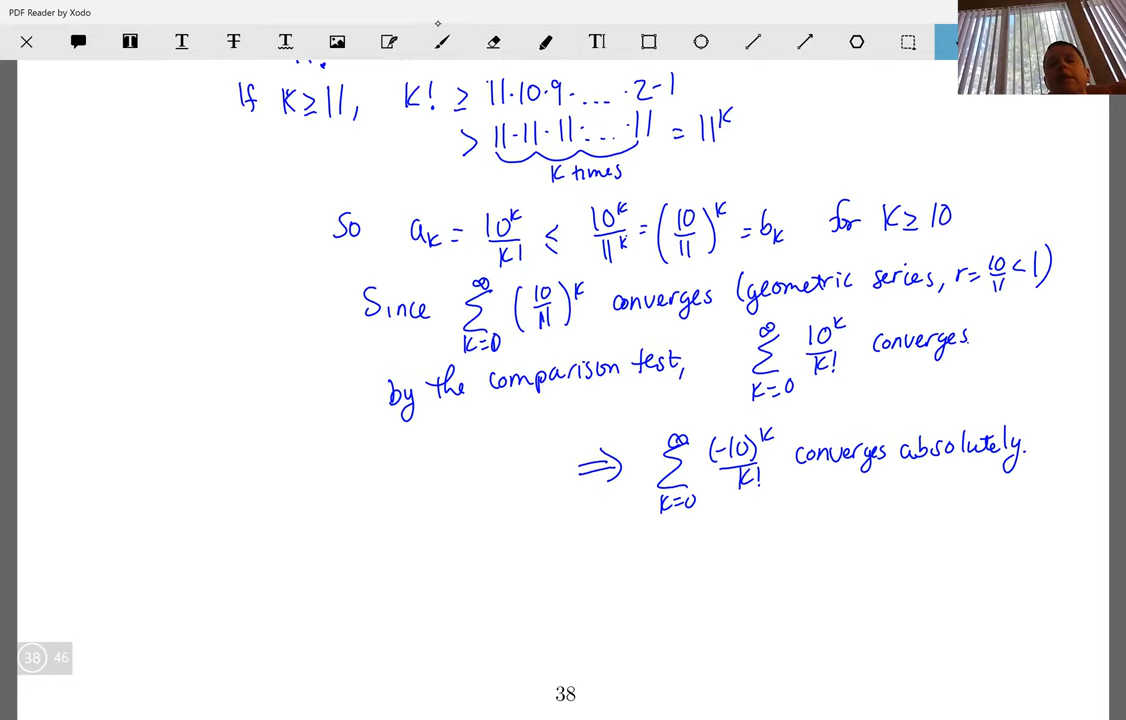 PDF Reader by Xodo
If K ≥ 11, K! ≥ 11·10·9·....·2-1
> 11·11·11·...·11 = 11^K
K times
So a_K = 10^K/K! ≤ 10^K/11^K = (10/11)^K = b_K for K ≥ 10
Since ∑_{K=0}^∞ (10/11)^K converges (geometric series, r = 10/11 < 1)
by the comparison test, ∑_{K=0}^∞ 10^K/K! converges.
⇒ ∑_{K=0}^∞ (-10)^K/K! converges absolutely.
38 46
38